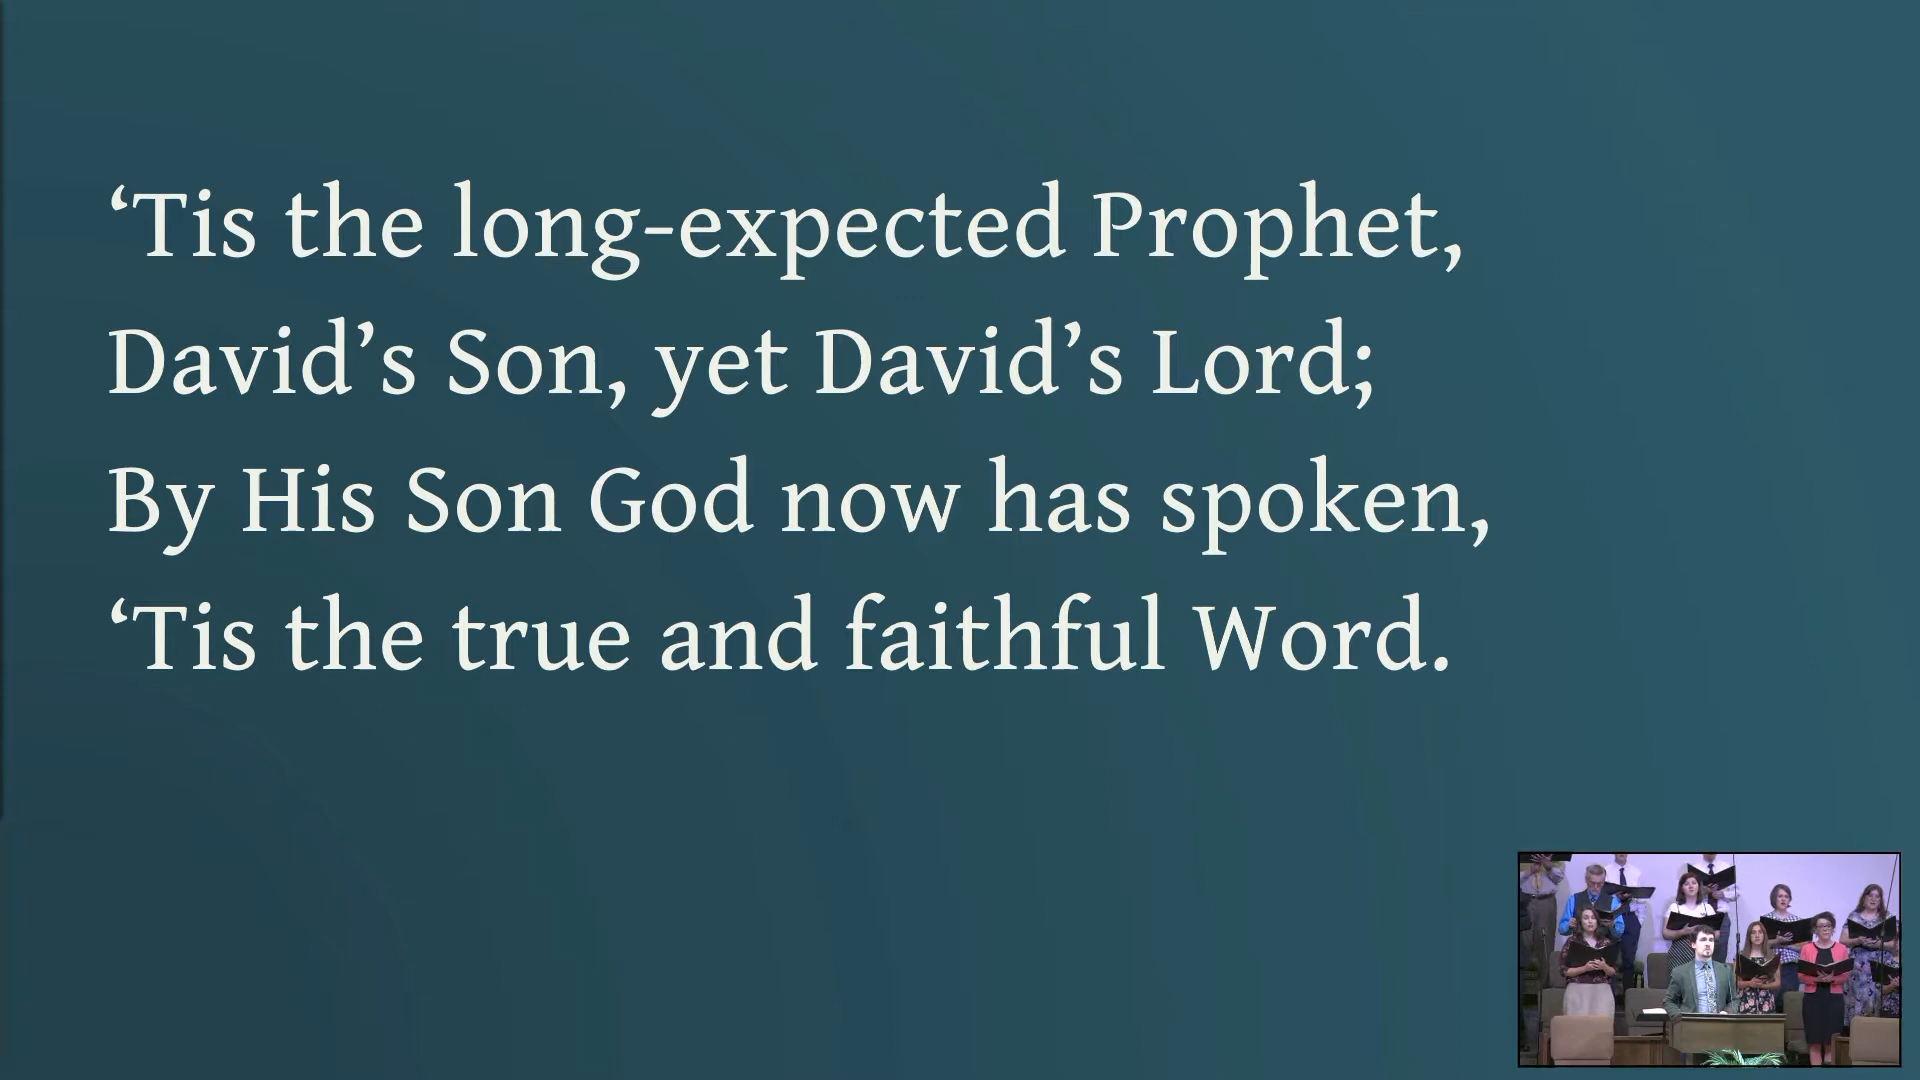 ‘Tis the long-expected Prophet,
David’s Son, yet David’s Lord;
By His Son God now has spoken,
‘Tis the true and faithful Word.